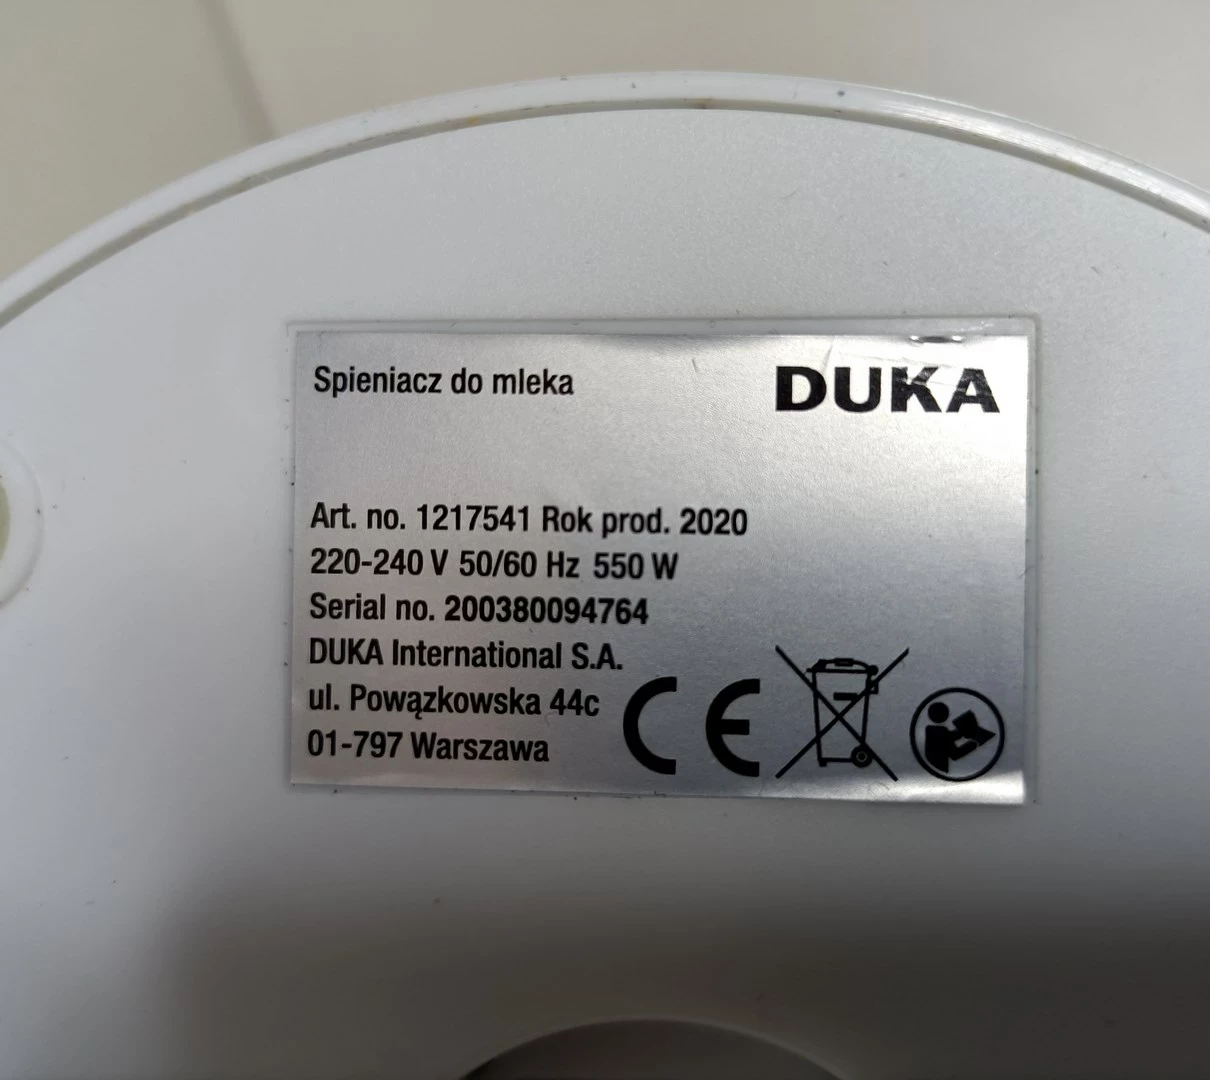 Spieniacz do mleka
DUKA
Art. no. 1217541 Rok prod. 2020
220-240 V 50/60 Hz 550 W
Serial no. 200380094764
DUKA International S.A.
ul. Powązkowska 44c
01-797 Warszawa
CE